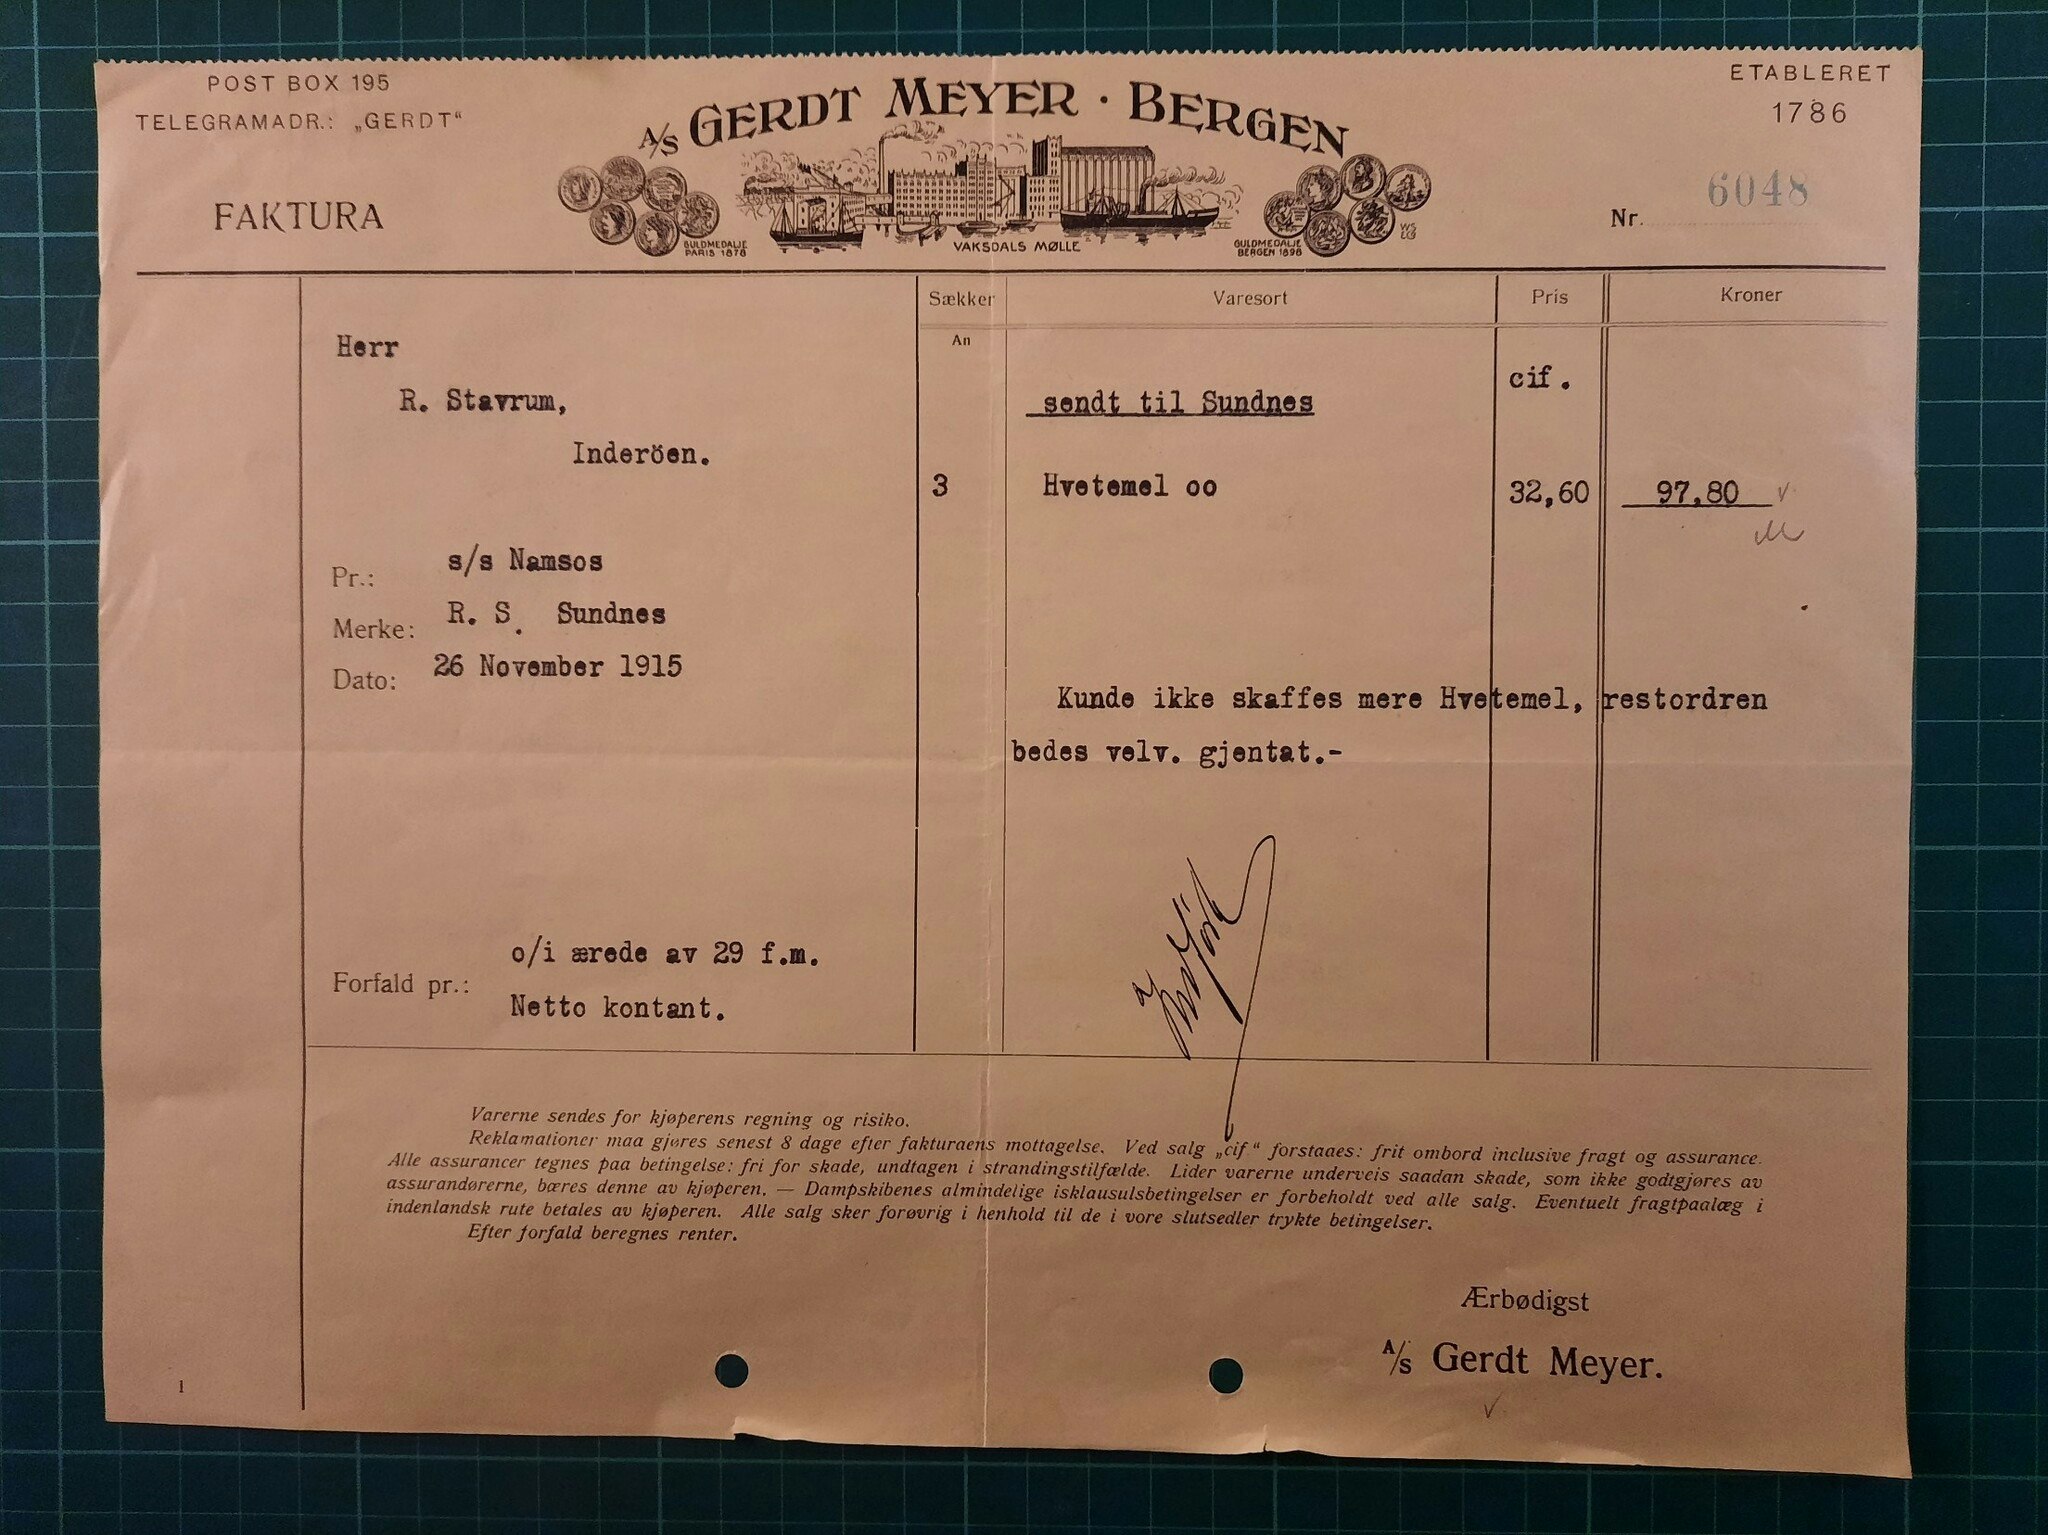 POST BOX 195
TELEGRAMADR.: „GERDT“
A/S GERDT MEYER · BERGEN
ETABLERET
1786
FAKTURA
GULDMEDALJE
PARIS 1878
VAKSDALS MØLLE
GULDMEDALJE
BERGEN 1898
Nr. 6048
Sækker
Varesort
Pris
Kroner
An
Herr
R. Stavrum,
Inderöen.
sendt til Sundnes
cif.
3 Hvetemel oo 32,60 97,80
Pr.: s/s Namsos
Merke: R. S. Sundnes
Dato: 26 November 1915
Kunde ikke skaffes mere Hvetemel, restordren
bedes velv. gjentat.-
o/i ærede av 29 f.m.
Forfald pr.:
Netto kontant.
Varerne sendes for kjøperens regning og risiko.
Reklamationer maa gjøres senest 8 dage efter fakturaens mottagelse. Ved salg „cif“ forstaaes: frit ombord inclusive fragt og assurance.
Alle assurancer tegnes paa betingelse: fri for skade, undtagen i strandingstilfælde. Lider varerne underveis saadan skade, som ikke godtgjøres av
assurandørerne, bæres denne av kjøperen. — Dampskibenes almindelige isklausulsbetingelser er forbeholdt ved alle salg. Eventuelt fragtpaalæg i
indenlandsk rute betales av kjøperen. Alle salg sker forøvrig i henhold til de i vore slutsedler trykte betingelser.
Efter forfald beregnes renter.
Ærbødigst
A/S Gerdt Meyer.
1